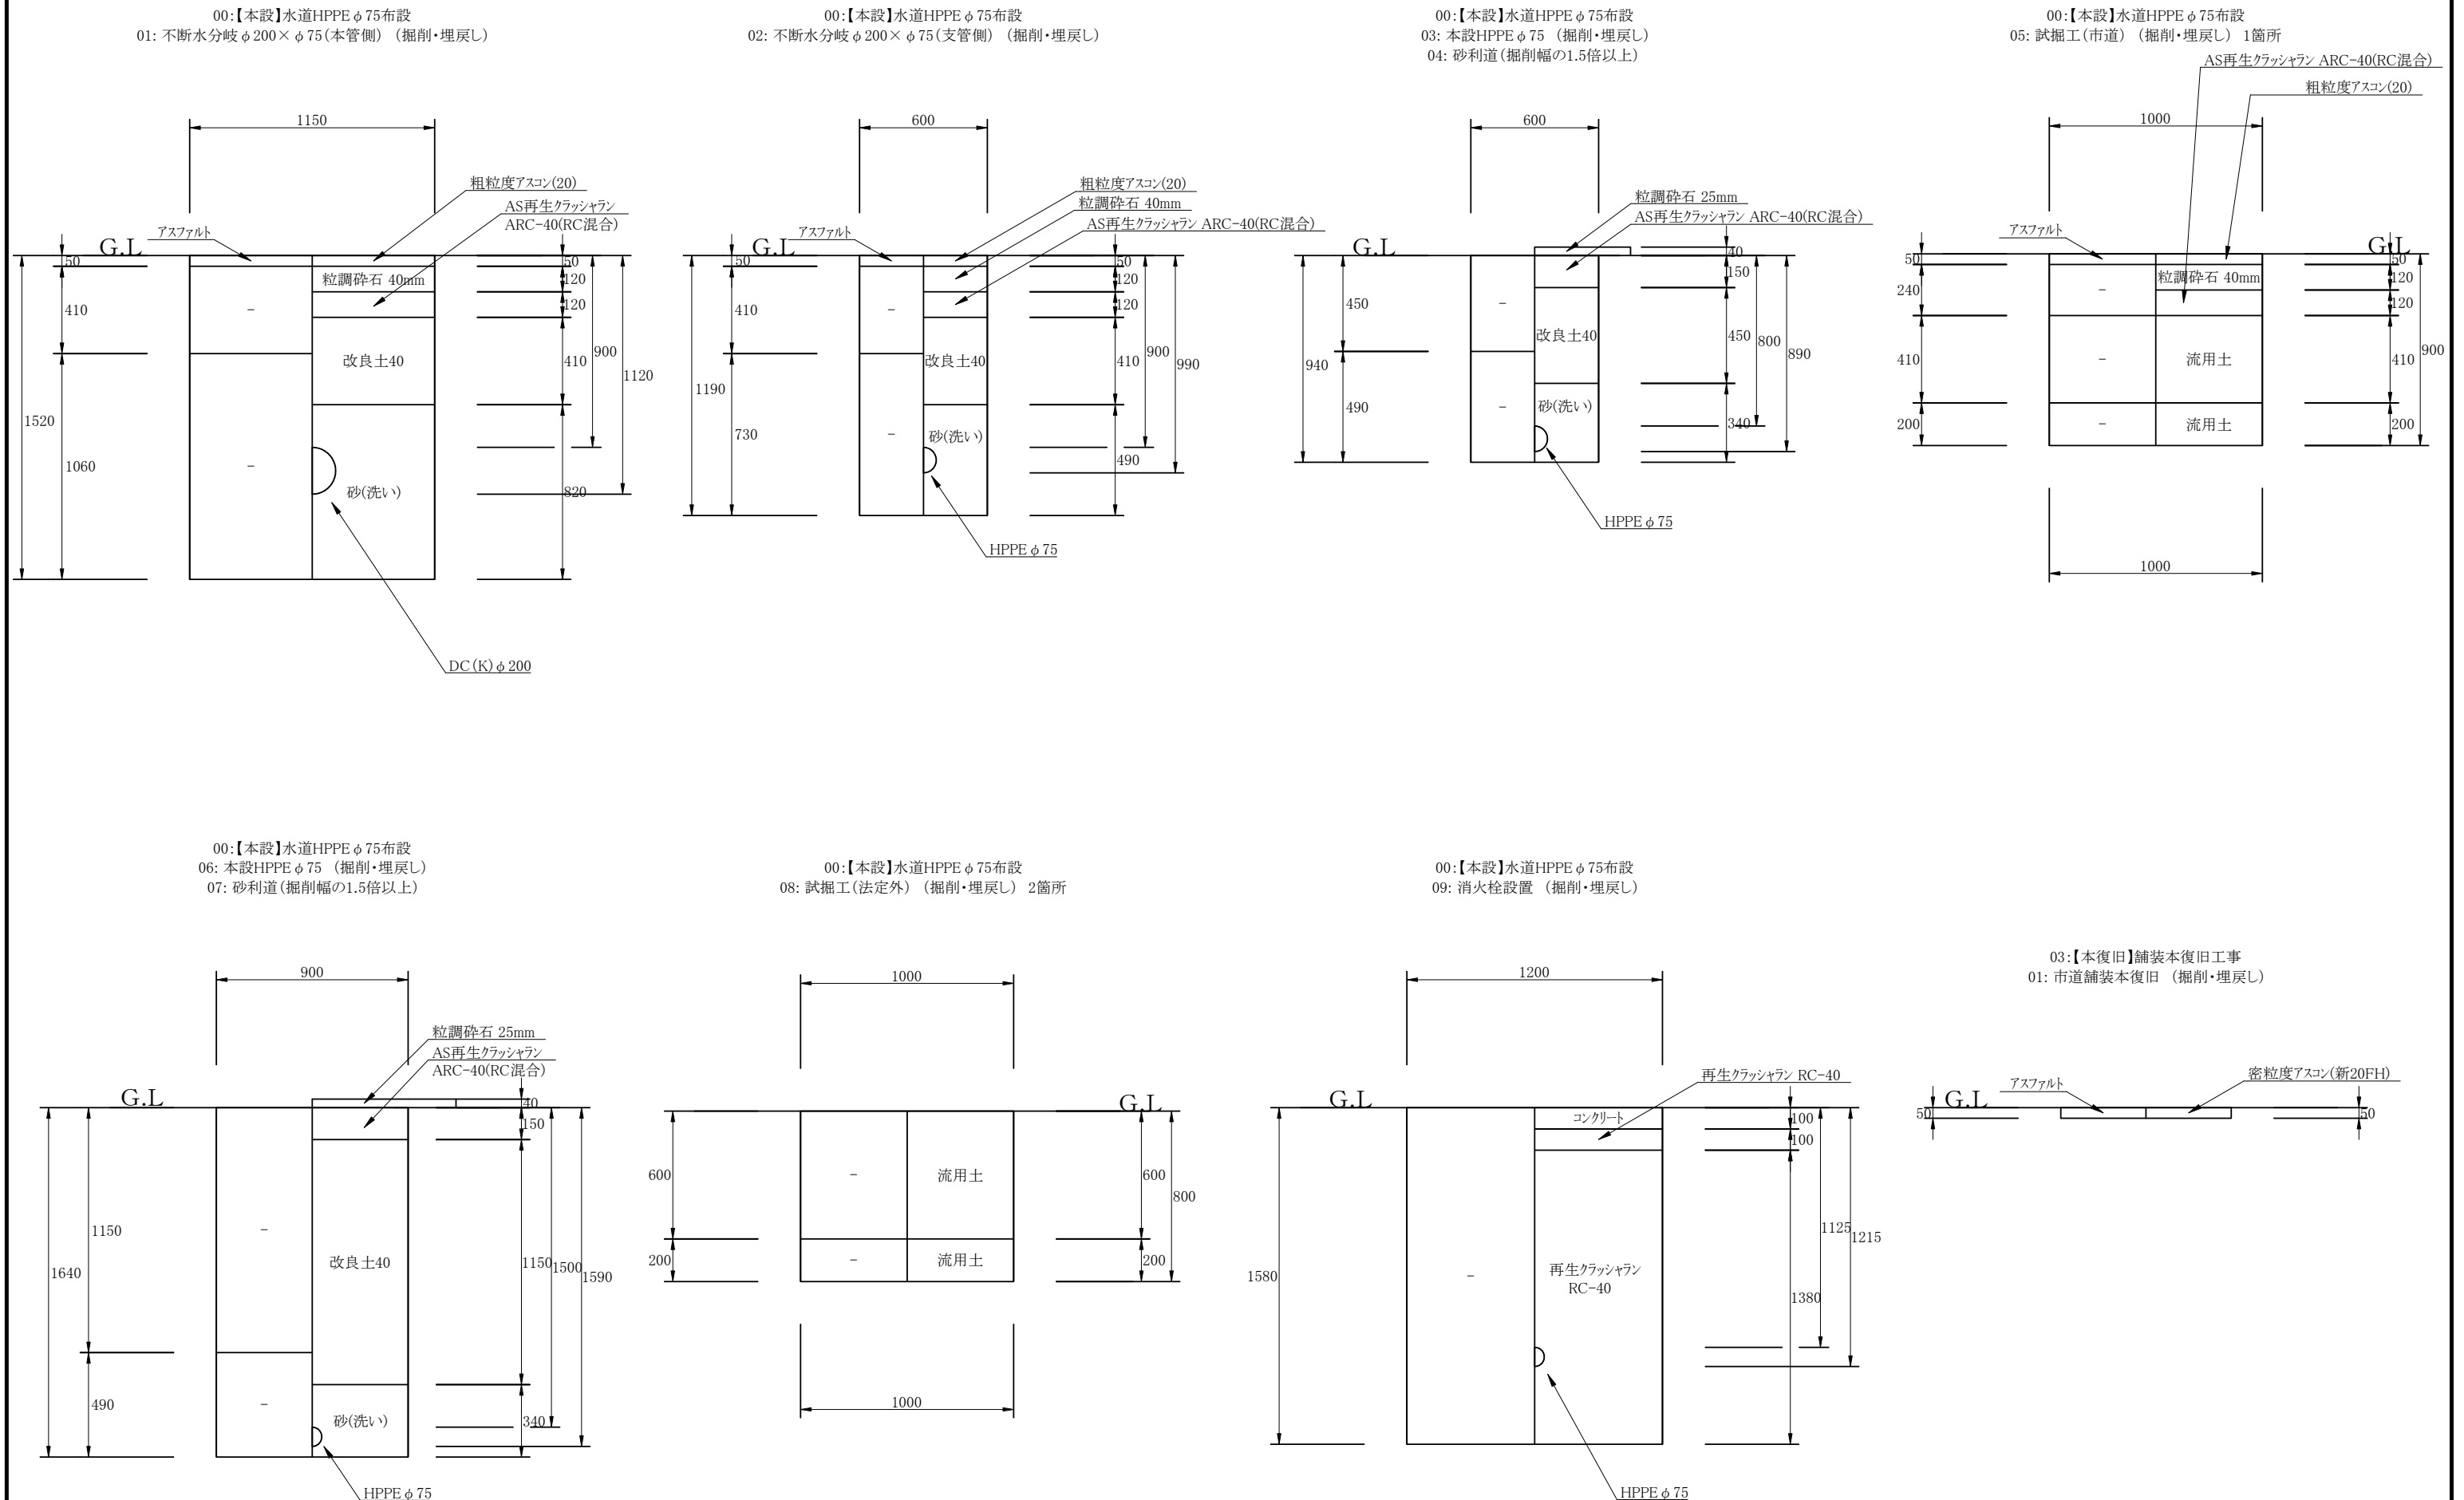 00:【本設】水道HPPEφ75布設
01: 不断水分岐φ200×φ75(本管側) (掘削・埋戻し)
1150
粗粒度アスコン(20)
AS再生クラッシャラン
ARC-40(RC混合)
アスファルト
G.L
50
50
粒調砕石 40mm
120
120
410
-
改良土40
410
900
1120
1520
1060
-
砂(洗い)
820
DC(K)φ200
00:【本設】水道HPPEφ75布設
02: 不断水分岐φ200×φ75(支管側) (掘削・埋戻し)
600
粗粒度アスコン(20)
粒調砕石 40mm
AS再生クラッシャラン ARC-40(RC混合)
アスファルト
G.L
50
50
120
120
410
-
改良土40
410
900
990
1190
730
-
砂(洗い)
490
HPPEφ75
00:【本設】水道HPPEφ75布設
03: 本設HPPEφ75 (掘削・埋戻し)
04: 砂利道(掘削幅の1.5倍以上)
600
粒調砕石 25mm
AS再生クラッシャラン ARC-40(RC混合)
G.L
40
150
450
-
改良土40
450
800
890
940
490
-
砂(洗い)
340
HPPEφ75
00:【本設】水道HPPEφ75布設
05: 試掘工(市道) (掘削・埋戻し) 1箇所
AS再生クラッシャラン ARC-40(RC混合)
粗粒度アスコン(20)
1000
アスファルト
G.L
50
50
粒調砕石 40mm
120
240
-
120
410
-
流用土
410
900
200
-
流用土
200
1000
00:【本設】水道HPPEφ75布設
06: 本設HPPEφ75 (掘削・埋戻し)
07: 砂利道(掘削幅の1.5倍以上)
900
粒調砕石 25mm
AS再生クラッシャラン
ARC-40(RC混合)
G.L
40
150
1150
-
改良土40
1150
1500
1590
1640
490
-
砂(洗い)
340
HPPEφ75
00:【本設】水道HPPEφ75布設
08: 試掘工(法定外) (掘削・埋戻し) 2箇所
1000
G.L
600
-
流用土
600
800
200
-
流用土
200
1000
00:【本設】水道HPPEφ75布設
09: 消火栓設置 (掘削・埋戻し)
1200
再生クラッシャラン RC-40
G.L
コンクリート
100
100
1125
1215
1580
-
再生クラッシャラン
RC-40
1380
HPPEφ75
03:【本復旧】舗装本復旧工事
01: 市道舗装本復旧 (掘削・埋戻し)
密粒度アスコン(新20FH)
アスファルト
G.L
50
50